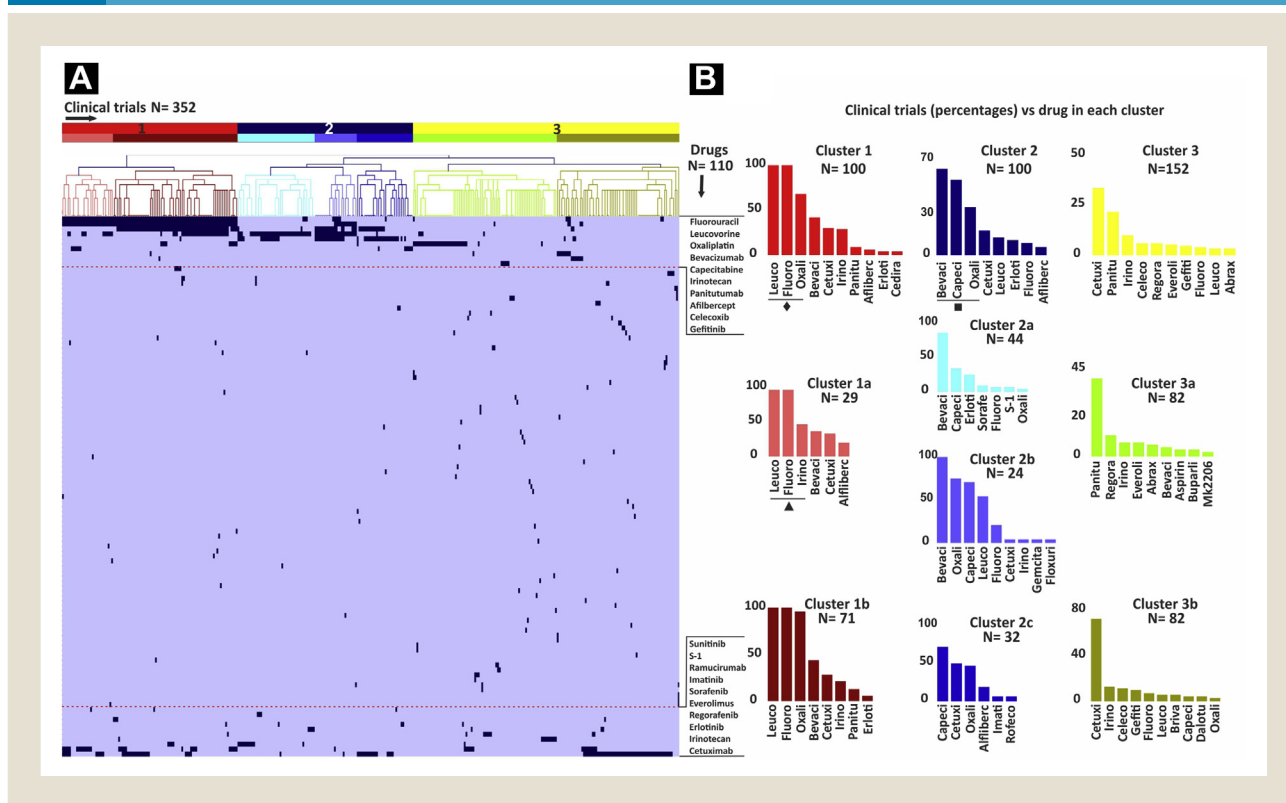 A
Clinical trials N= 352
1
2
3
Drugs
N= 110
Fluorouracil
Leucovorine
Oxaliplatin
Bevacizumab
Capecitabine
Irinotecan
Panitutumab
Afilbercept
Celecoxib
Gefitinib
Sunitinib
S-1
Ramucirumab
Imatinib
Sorafenib
Everolimus
Regorafenib
Erlotinib
Irinotecan
Cetuximab
B
Clinical trials (percentages) vs drug in each cluster
Cluster 1
N= 100
100
50
0
Leuco
Fluoro
Oxali
Bevaci
Cetuxi
Irino
Panitu
Afliberc
Erloti
Cedira
Cluster 2
N= 100
70
30
0
Bevaci
Capeci
Oxali
Cetuxi
Leuco
Erloti
Fluoro
Afliberc
Cluster 3
N=152
50
25
0
Cetuxi
Panitu
Irino
Celeco
Regora
Everoli
Gefiti
Fluoro
Leuco
Abrax
Cluster 1a
N= 29
100
50
0
Leuco
Fluoro
Irino
Bevaci
Cetuxi
Alfliberc
Cluster 2a
N= 44
100
50
0
Bevaci
Capeci
Erloti
Sorafe
Fluoro
S-1
Oxali
Cluster 3a
N= 82
45
20
0
Panitu
Regora
Irino
Everoli
Abrax
Bevaci
Aspirin
Buparli
Mk2206
Cluster 2b
N= 24
100
50
0
Bevaci
Oxali
Capeci
Leuco
Fluoro
Cetuxi
Irino
Gemcita
Floxuri
Cluster 1b
N= 71
100
50
0
Leuco
Fluoro
Oxali
Bevaci
Cetuxi
Irino
Panitu
Erloti
Cluster 2c
N= 32
100
50
0
Capeci
Cetuxi
Oxali
Alfliberc
Imati
Rofeco
Cluster 3b
N= 82
80
40
0
Cetuxi
Irino
Celeco
Gefiti
Fluoro
Leuco
Briva
Capeci
Dalotu
Oxali